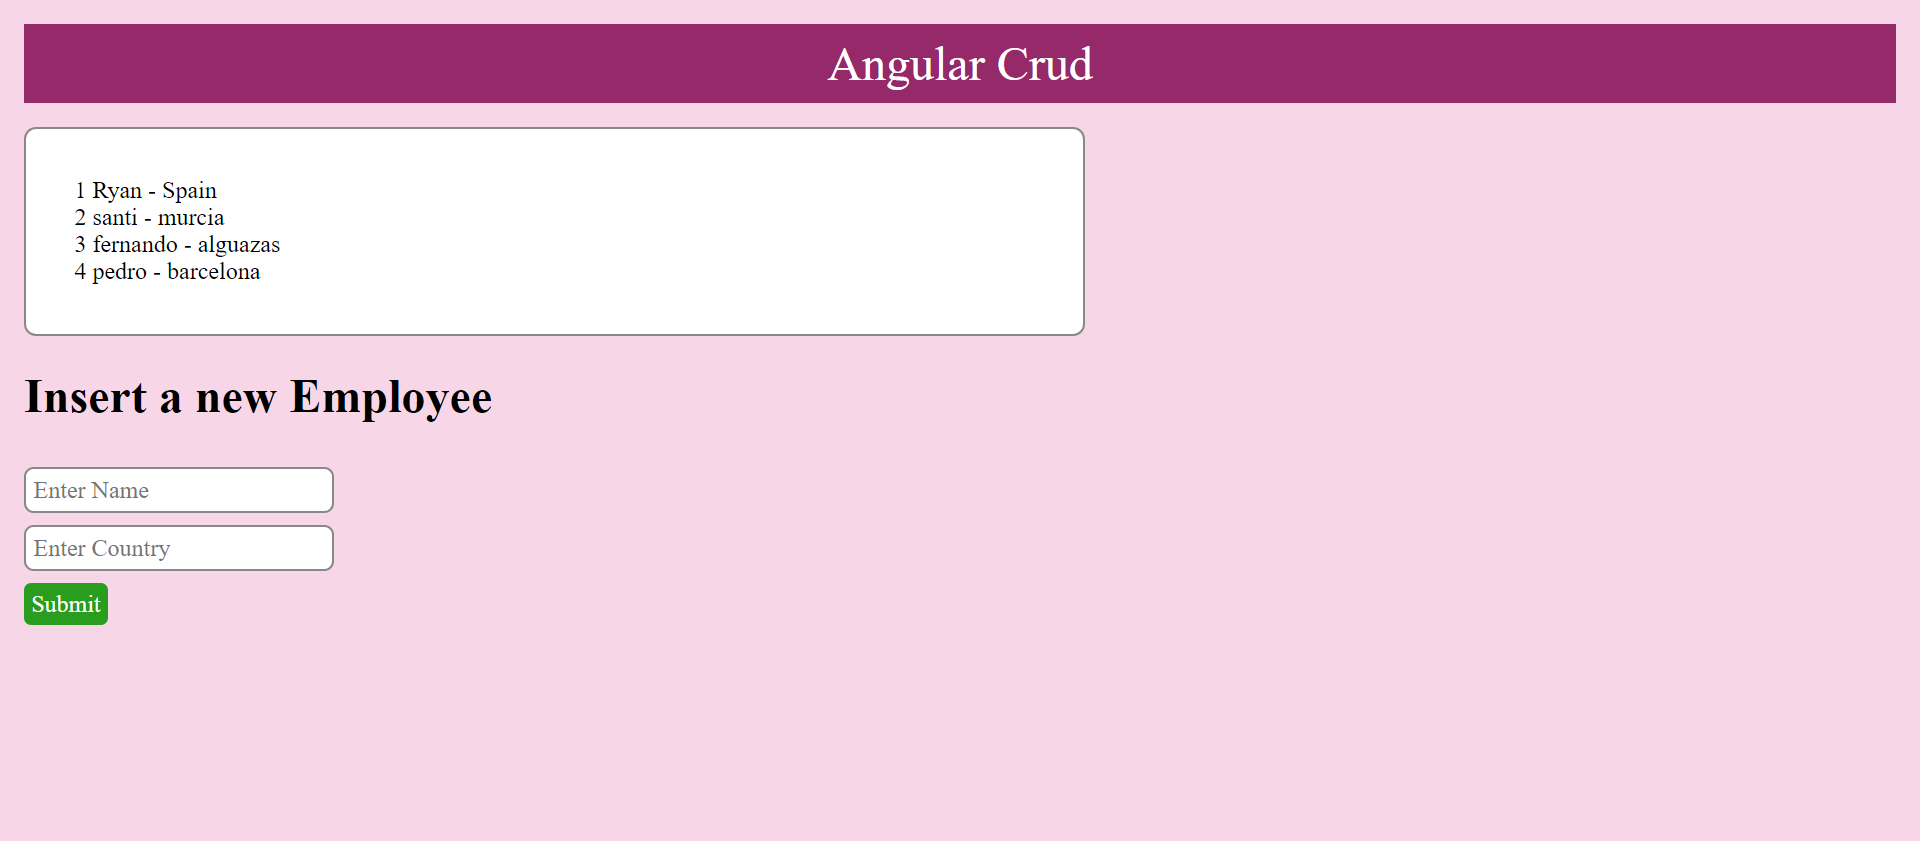 Angular Crud
1 Ryan - Spain
2 santi - murcia
3 fernando - alguazas
4 pedro - barcelona
Insert a new Employee
Enter Name
Enter Country
Submit